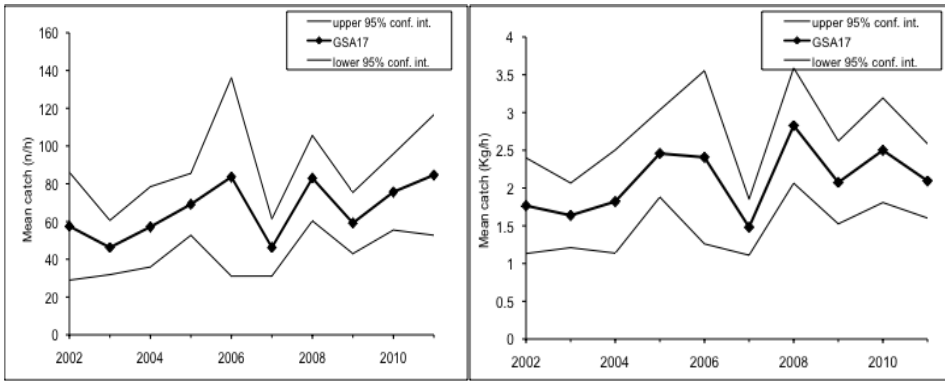 upper 95% conf. int.
GSA17
lower 95% conf. int.
Mean catch (n/h)
160
140
120
100
80
60
40
20
0
2002 2004 2006 2008 2010
upper 95% conf. int.
GSA17
lower 95% conf. int.
Mean catch (Kg/h)
4
3.5
3
2.5
2
1.5
1
0.5
0
2002 2004 2006 2008 2010